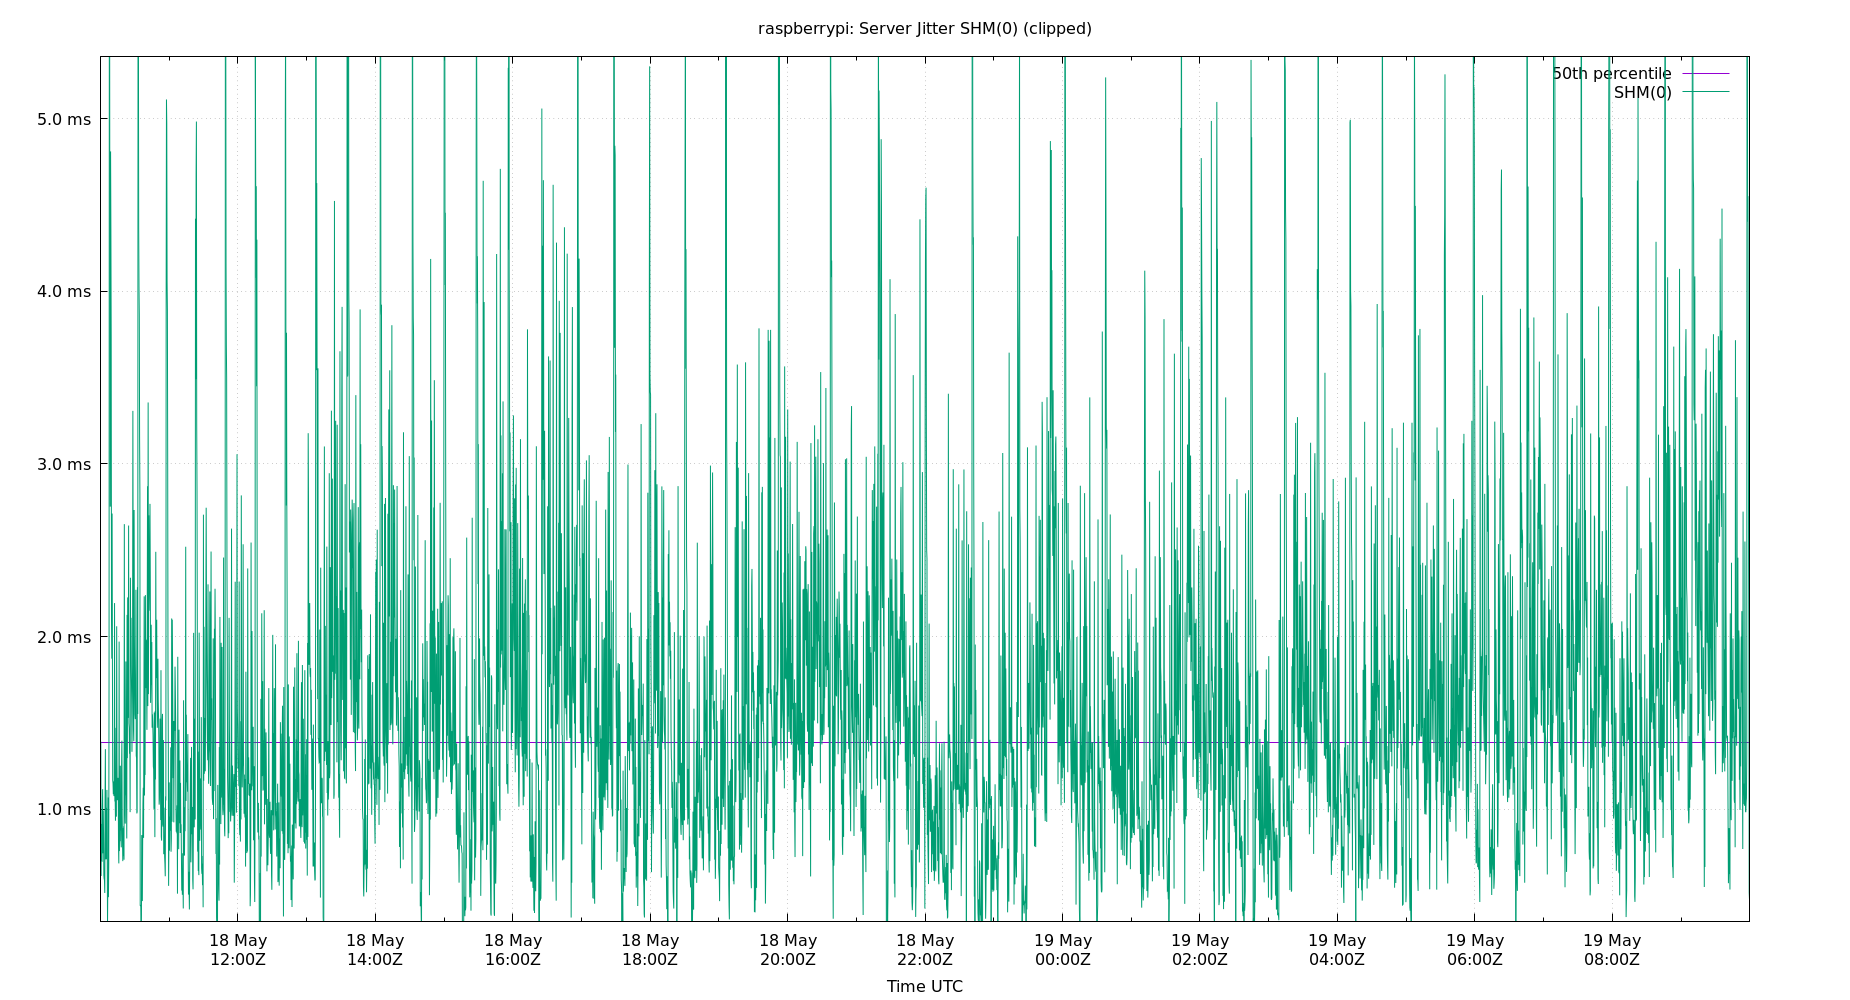 raspberrypi: Server Jitter SHM(0) (clipped)
50th percentile
SHM(0)
5.0 ms
4.0 ms
3.0 ms
2.0 ms
1.0 ms
18 May 18 May 18 May 18 May 18 May 18 May 19 May 19 May 19 May 19 May 19 May
12:00Z 14:00Z 16:00Z 18:00Z 20:00Z 22:00Z 00:00Z 02:00Z 04:00Z 06:00Z 08:00Z
Time UTC